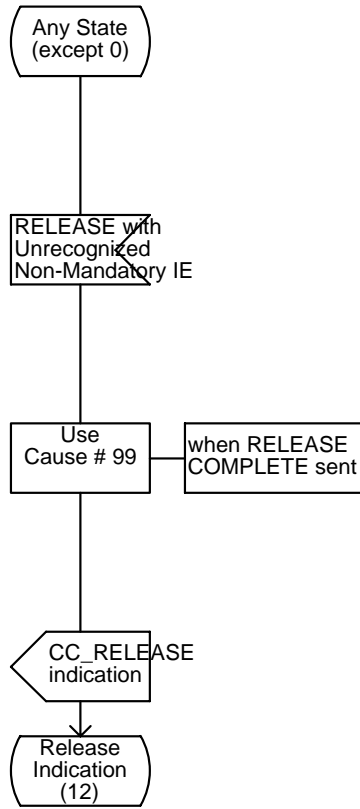 Any State
(except 0)
RELEASE with
Unrecognized
Non-Mandatory IE
Use
Cause # 99
when RELEASE
COMPLETE sent
CC_RELEASE
indication
Release
Indication
(12)